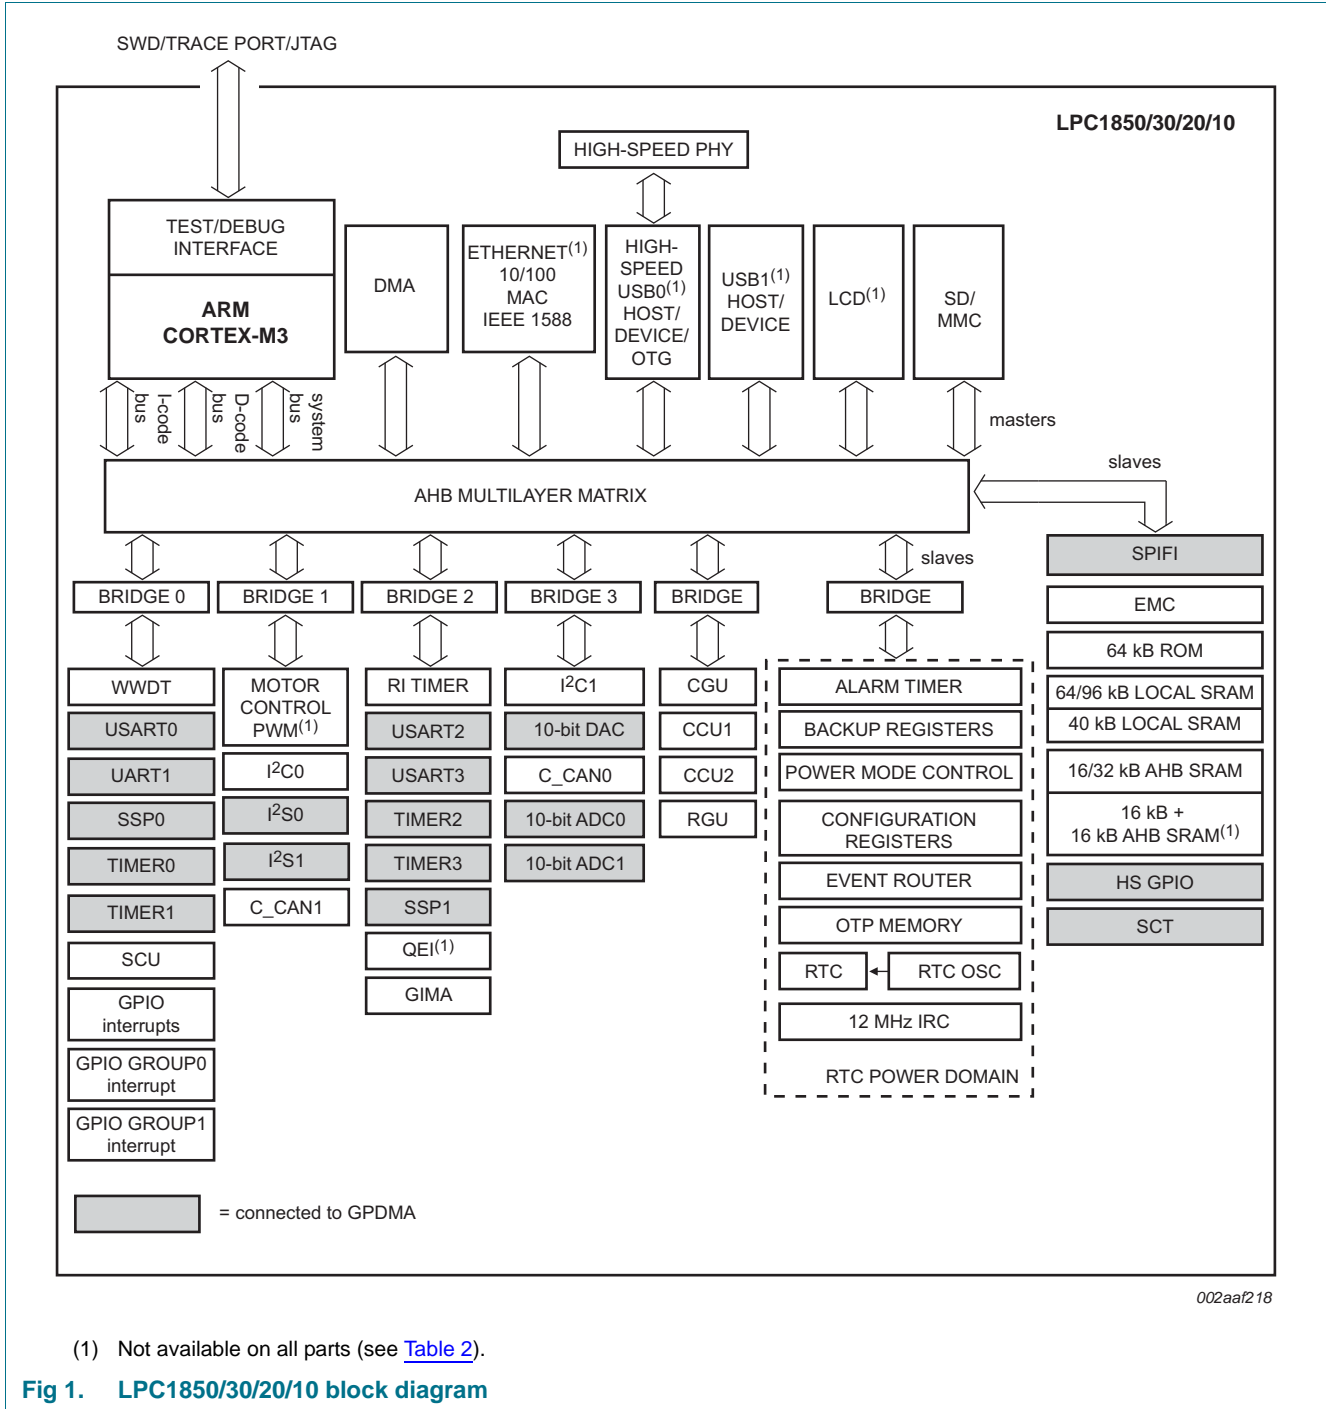 SWD/TRACE PORT/JTAG
LPC1850/30/20/10
HIGH-SPEED PHY
TEST/DEBUG
INTERFACE
ARM
CORTEX-M3
DMA
ETHERNET(1)
10/100
MAC
IEEE 1588
HIGH-
SPEED
USB0(1)
HOST/
DEVICE/
OTG
USB1(1)
HOST/
DEVICE
LCD(1)
SD/
MMC
I-code
bus
D-code
bus
system
bus
masters
slaves
AHB MULTILAYER MATRIX
slaves
BRIDGE 0
BRIDGE 1
BRIDGE 2
BRIDGE 3
BRIDGE
BRIDGE
WWDT
USART0
UART1
SSP0
TIMER0
TIMER1
SCU
GPIO
interrupts
GPIO GROUP0
interrupt
GPIO GROUP1
interrupt
MOTOR
CONTROL
PWM(1)
I2C0
I2S0
I2S1
C_CAN1
RI TIMER
USART2
USART3
TIMER2
TIMER3
SSP1
QEI(1)
GIMA
I2C1
10-bit DAC
C_CAN0
10-bit ADC0
10-bit ADC1
CGU
CCU1
CCU2
RGU
ALARM TIMER
BACKUP REGISTERS
POWER MODE CONTROL
CONFIGURATION
REGISTERS
EVENT ROUTER
OTP MEMORY
RTC
RTC OSC
12 MHz IRC
RTC POWER DOMAIN
SPIFI
EMC
64 kB ROM
64/96 kB LOCAL SRAM
40 kB LOCAL SRAM
16/32 kB AHB SRAM
16 kB +
16 kB AHB SRAM(1)
HS GPIO
SCT
= connected to GPDMA
002aaf218
(1) Not available on all parts (see Table 2).
Fig 1. LPC1850/30/20/10 block diagram